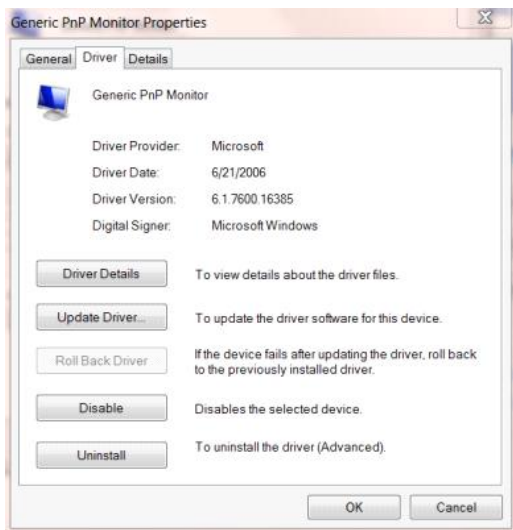 Generic PnP Monitor Properties
General Driver Details
Generic PnP Monitor
Driver Provider: Microsoft
Driver Date: 6/21/2006
Driver Version: 6.1.7600.16385
Digital Signer: Microsoft Windows
Driver Details To view details about the driver files.
Update Driver... To update the driver software for this device.
Roll Back Driver If the device fails after updating the driver, roll back
to the previously installed driver.
Disable Disables the selected device.
Uninstall To uninstall the driver (Advanced).
OK Cancel